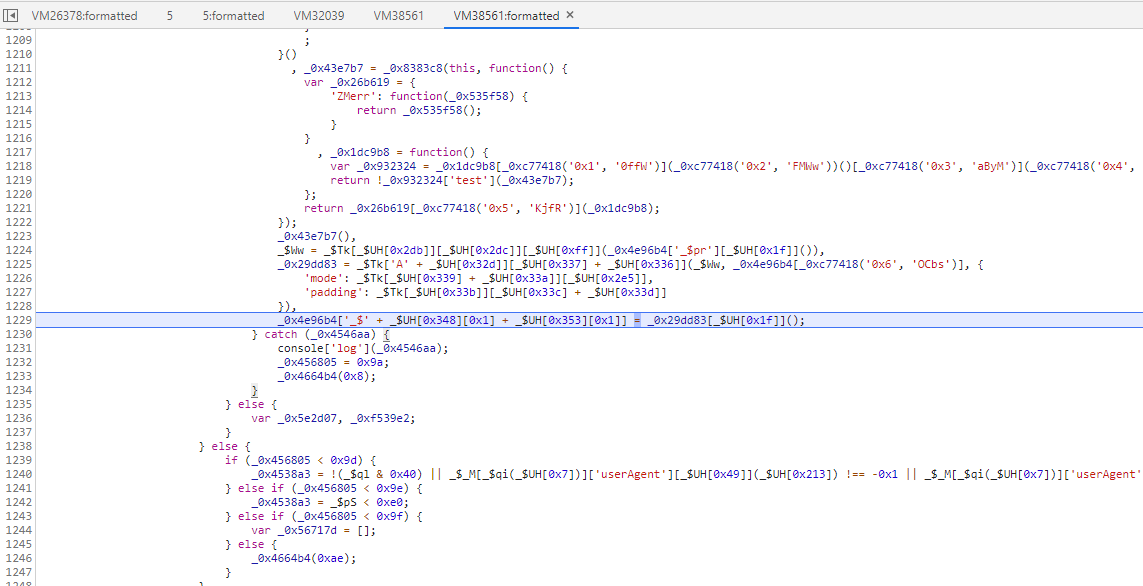 VM26378:formatted 5 5:formatted VM32039 VM38561 VM38561:formatted ×
1209 ;
1210 }()
1211 , _0x43e7b7 = _0x8383c8(this, function() {
1212 var _0x26b619 = {
1213 'ZMerr': function(_0x535f58) {
1214 return _0x535f58();
1215 }
1216 }
1217 , _0x1dc9b8 = function() {
1218 var _0x932324 = _0x1dc9b8[_0xc77418('0x1', '0ffW')](_0xc77418('0x2', 'FMWw'))()[_0xc77418('0x3', 'aByM')](_0xc77418('0x4',
1219 return !_0x932324['test'](_0x43e7b7);
1220 };
1221 return _0x26b619[_0xc77418('0x5', 'KjfR')](_0x1dc9b8);
1222 });
1223 _0x43e7b7(),
1224 _$Ww = _$Tk[_$UH[0x2db]][_$UH[0x2dc]][_$UH[0xff]](_0x4e96b4['_$pr'][_$UH[0x1f]]()),
1225 _0x29dd83 = _$Tk['A' + _$UH[0x32d]][_$UH[0x337] + _$UH[0x336]](_$Ww, _0x4e96b4[_0xc77418('0x6', 'OCbs')], {
1226 'mode': _$Tk[_$UH[0x339] + _$UH[0x33a]][_$UH[0x2e5]],
1227 'padding': _$Tk[_$UH[0x33b]][_$UH[0x33c] + _$UH[0x33d]]
1228 }),
1229 _0x4e96b4['_$' + _$UH[0x348][0x1] + _$UH[0x353][0x1]] = _0x29dd83[_$UH[0x1f]]();
1230 } catch (_0x4546aa) {
1231 console['log'](_0x4546aa);
1232 _0x456805 = 0x9a;
1233 _0x4664b4(0x8);
1234 }
1235 } else {
1236 var _0x5e2d07, _0xf539e2;
1237 }
1238 } else {
1239 if (_0x456805 < 0x9d) {
1240 _0x4538a3 = !(_$ql & 0x40) || _$_M[_$qi(_$UH[0x7])]['userAgent'][_$UH[0x49]](_$UH[0x213]) !== -0x1 || _$_M[_$qi(_$UH[0x7])]['userAgent'
1241 } else if (_0x456805 < 0x9e) {
1242 _0x4538a3 = _$pS < 0xe0;
1243 } else if (_0x456805 < 0x9f) {
1244 var _0x56717d = [];
1245 } else {
1246 _0x4664b4(0xae);
1247 }